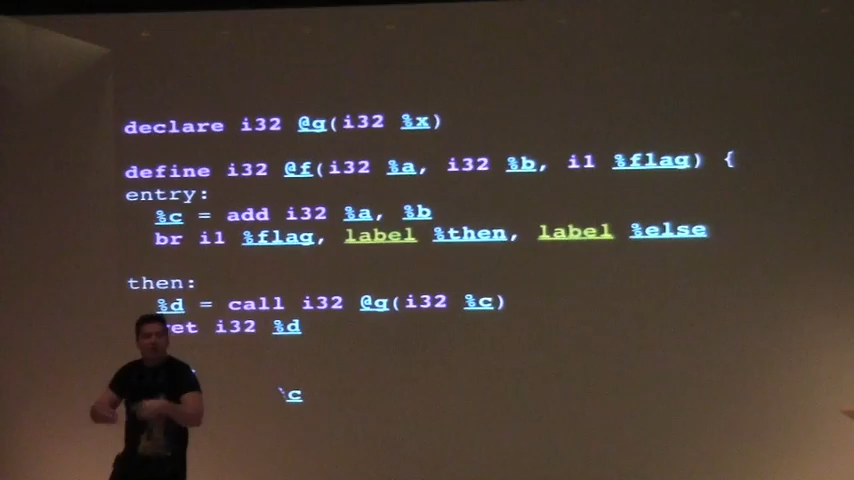 declare i32 @g(i32 %x)
define i32 @f(i32 %a, i32 %b, i1 %flag) {
entry:
%c = add i32 %a, %b
br i1 %flag, label %then, label %else
then:
%d = call i32 @g(i32 %c)
ret i32 %d
%c